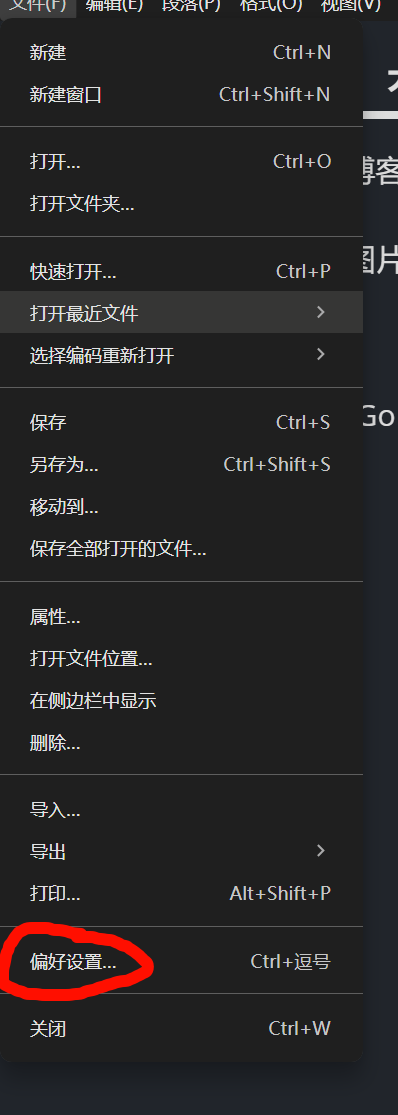 文件(F) 编辑(E) 段落(P) 格式(O) 视图(V)
新建 Ctrl+N
新建窗口 Ctrl+Shift+N
打开... Ctrl+O
打开文件夹...
博客
图片
快速打开... Ctrl+P
打开最近文件
选择编码重新打开
保存 Ctrl+S
Go
另存为... Ctrl+Shift+S
移动到...
保存全部打开的文件...
属性...
打开文件位置...
在侧边栏中显示
删除...
导入...
导出
打印... Alt+Shift+P
偏好设置... Ctrl+逗号
关闭 Ctrl+W